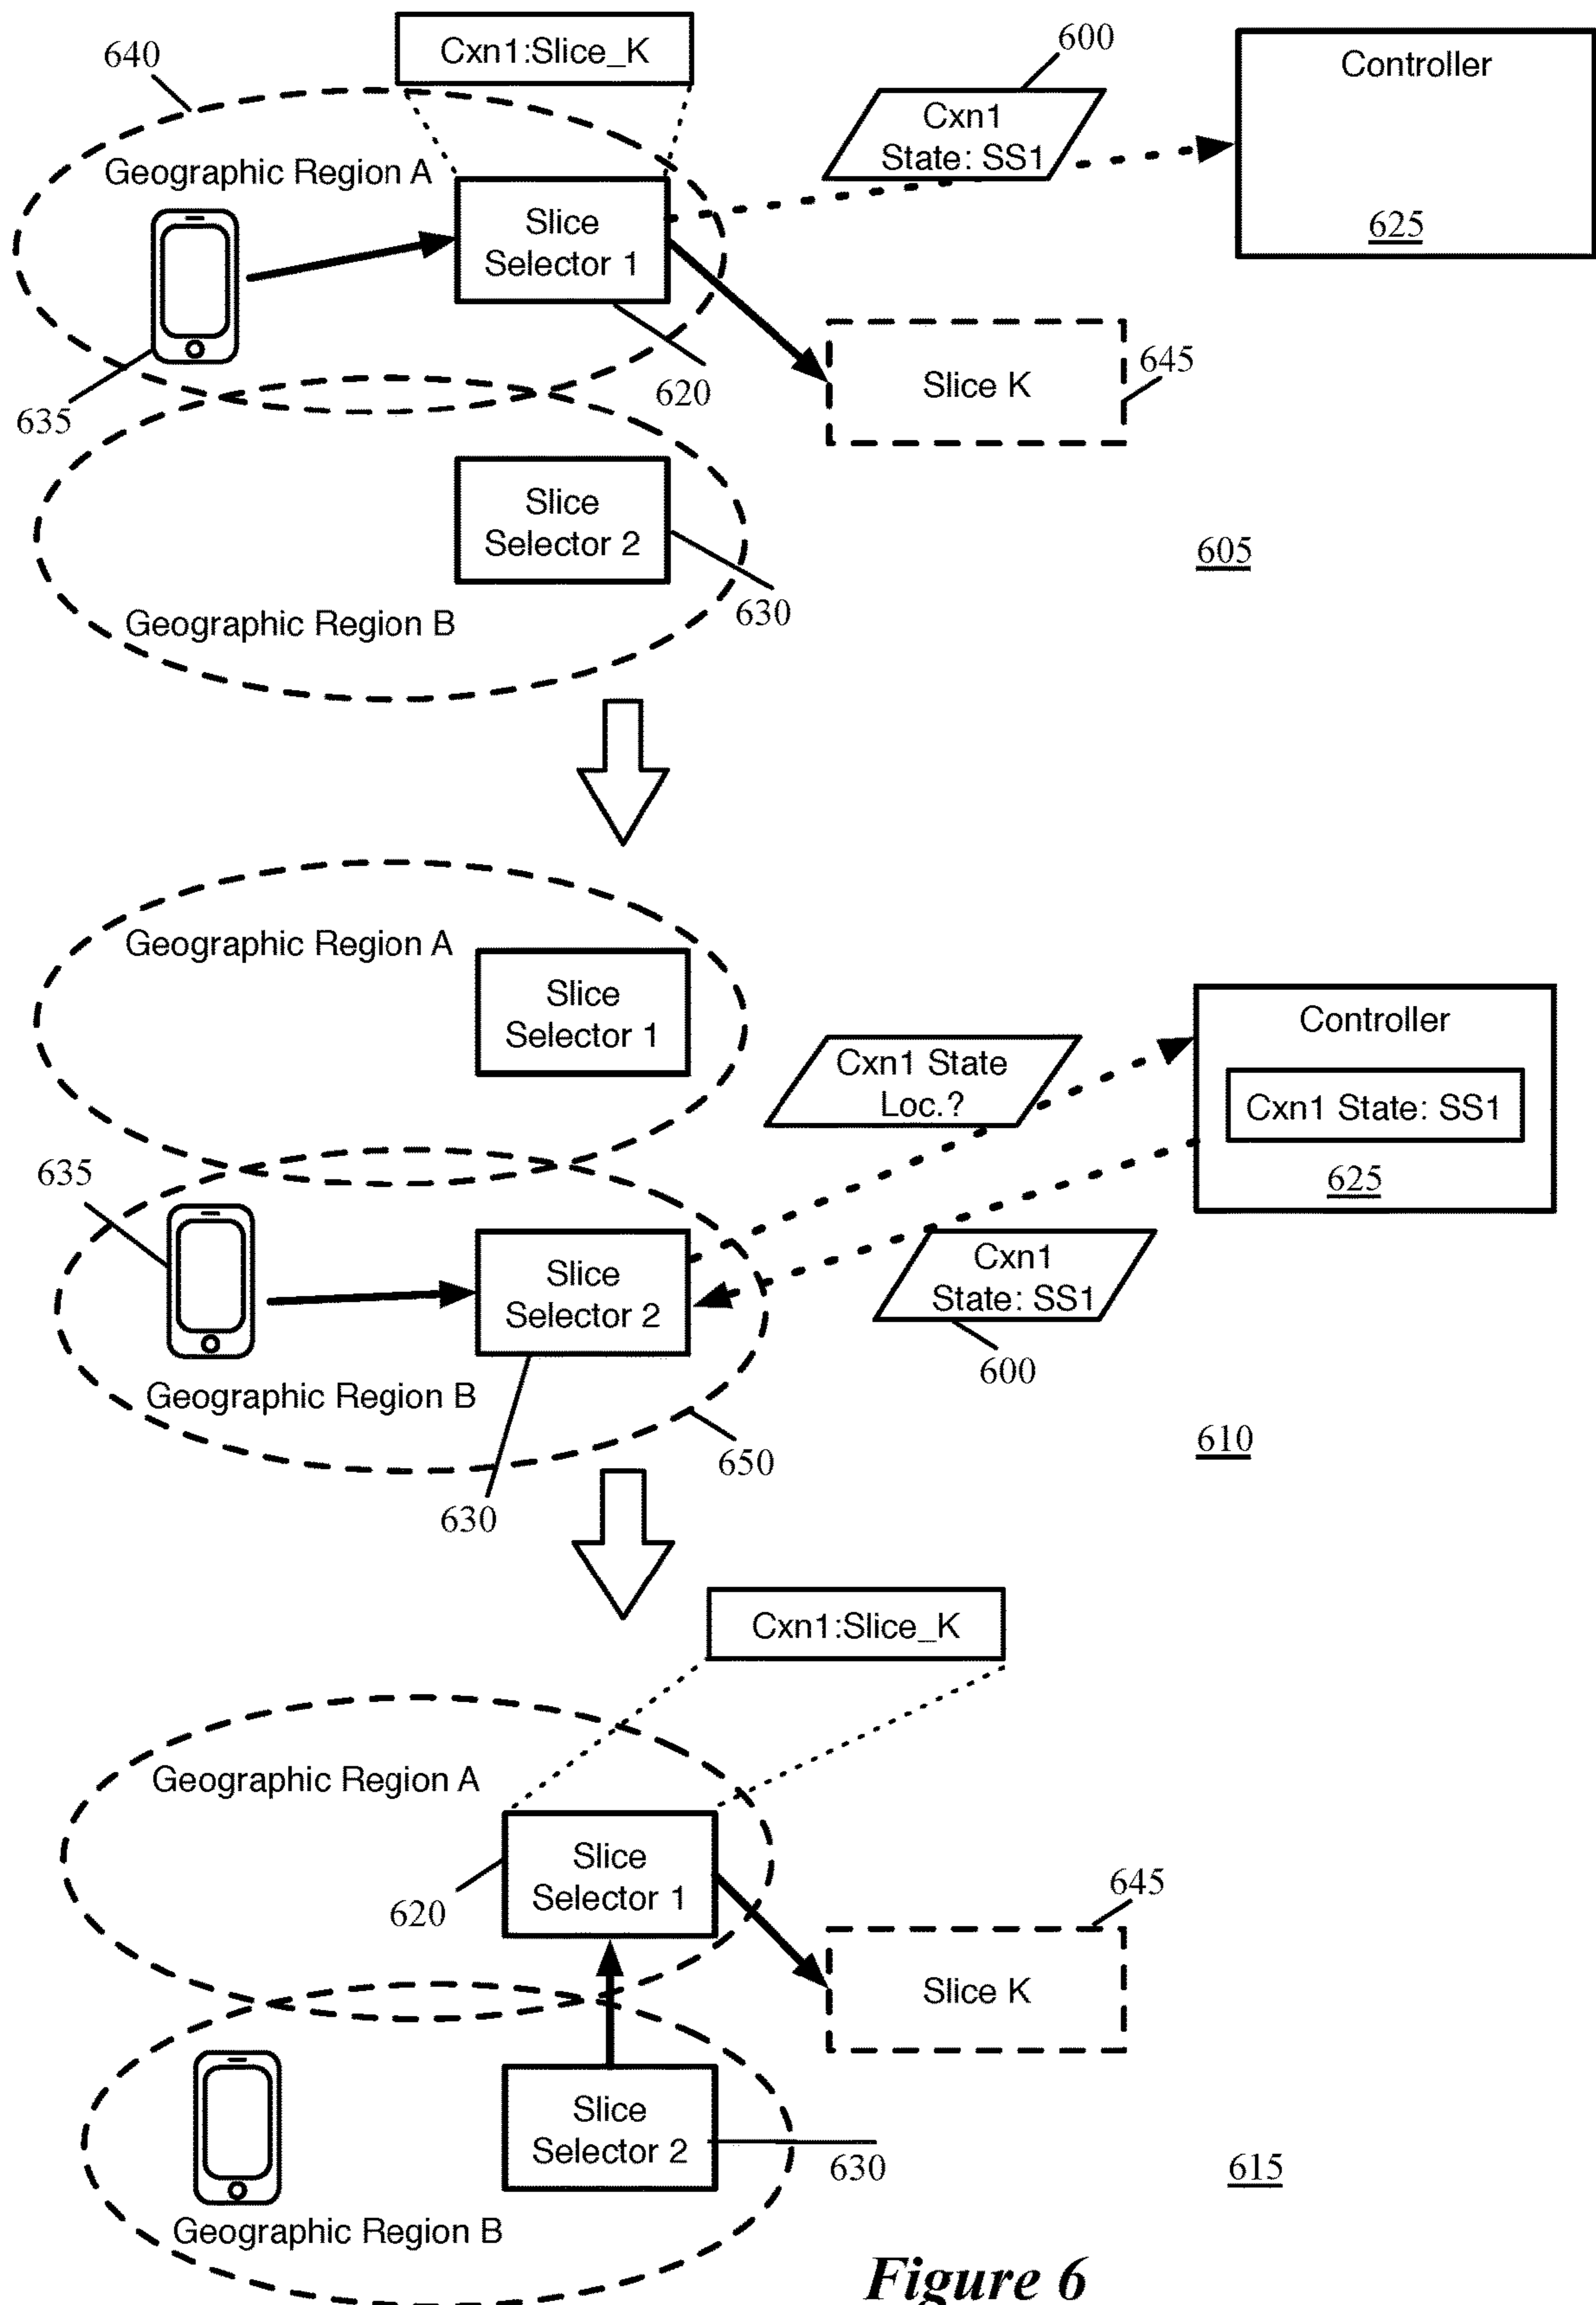 640
Cxn1:Slice_K
600
Controller
Cxn1
State: SS1
Geographic Region A
Slice
Selector 1
625
645
Slice K
635
620
Slice
Selector 2
605
630
Geographic Region B
Geographic Region A
Slice
Selector 1
Controller
Cxn1 State
Loc.?
Cxn1 State: SS1
635
625
Slice
Selector 2
Cxn1
State: SS1
600
Geographic Region B
650
610
630
Cxn1:Slice_K
Geographic Region A
Slice
Selector 1
620
645
Slice K
Slice
Selector 2
630
615
Geographic Region B
Figure 6